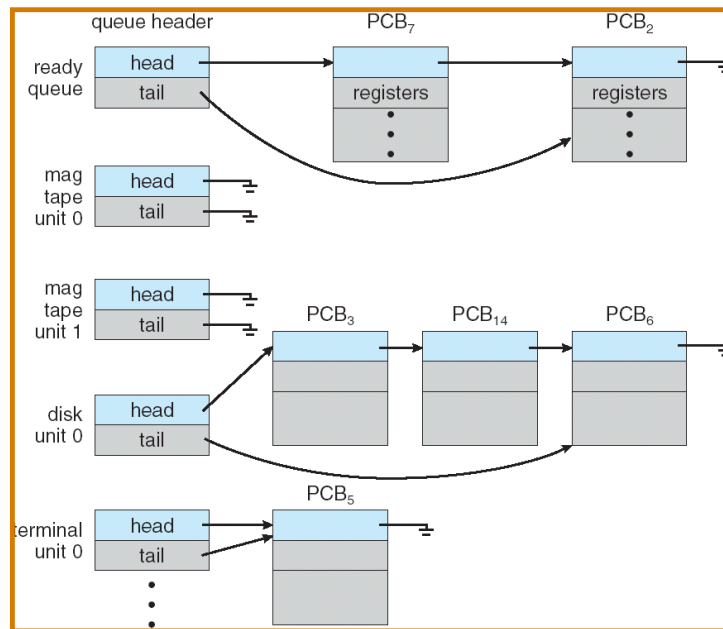 queue header
PCB7
PCB2
ready
queue
head
tail
registers
registers
mag
tape
unit 0
head
tail
mag
tape
unit 1
head
tail
PCB3
PCB14
PCB6
disk
unit 0
head
tail
PCB5
terminal
unit 0
head
tail